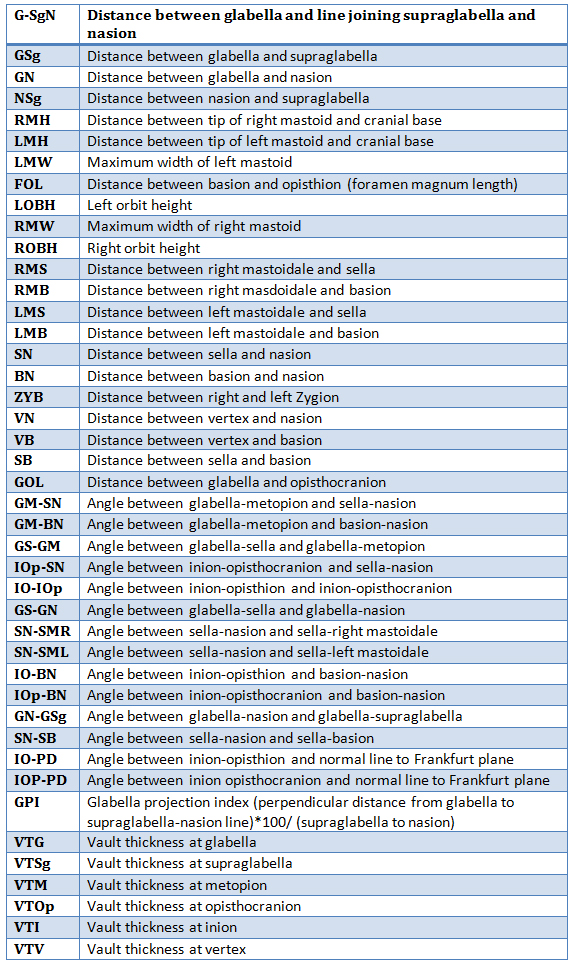 G-SgN Distance between glabella and line joining supraglabella and
nasion
GSg Distance between glabella and supraglabella
GN Distance between glabella and nasion
NSg Distance between nasion and supraglabella
RMH Distance between tip of right mastoid and cranial base
LMH Distance between tip of left mastoid and cranial base
LMW Maximum width of left mastoid
FOL Distance between basion and opisthion (foramen magnum length)
LOBH Left orbit height
RMW Maximum width of right mastoid
ROBH Right orbit height
RMS Distance between right mastoidale and sella
RMB Distance between right masdoidale and basion
LMS Distance between left mastoidale and sella
LMB Distance between left mastoidale and basion
SN Distance between sella and nasion
BN Distance between basion and nasion
ZYB Distance between right and left Zygion
VN Distance between vertex and nasion
VB Distance between vertex and basion
SB Distance between sella and basion
GOL Distance between glabella and opisthocranion
GM-SN Angle between glabella-metopion and sella-nasion
GM-BN Angle between glabella-metopion and basion-nasion
GS-GM Angle between glabella-sella and glabella-metopion
IOp-SN Angle between inion-opisthocranion and sella-nasion
IO-IOp Angle between inion-opisthion and inion-opisthocranion
GS-GN Angle between glabella-sella and glabella-nasion
SN-SMR Angle between sella-nasion and sella-right mastoidale
SN-SML Angle between sella-nasion and sella-left mastoidale
IO-BN Angle between inion-opisthion and basion-nasion
IOp-BN Angle between inion-opisthocranion and basion-nasion
GN-GSg Angle between glabella-nasion and glabella-supraglabella
SN-SB Angle between sella-nasion and sella-basion
IO-PD Angle between inion-opisthion and normal line to Frankfurt plane
IOP-PD Angle between inion opisthocranion and normal line to Frankfurt plane
GPI Glabella projection index (perpendicular distance from glabella to
supraglabella-nasion line)*100/ (supraglabella to nasion)
VTG Vault thickness at glabella
VTSg Vault thickness at supraglabella
VTM Vault thickness at metopion
VTOp Vault thickness at opisthocranion
VTI Vault thickness at inion
VTV Vault thickness at vertex